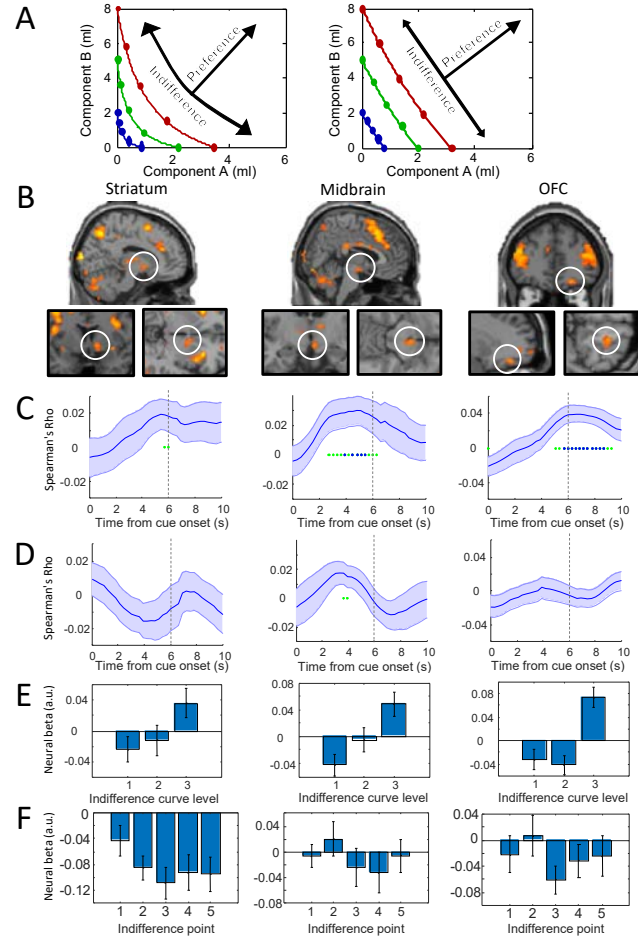 A
Component B (ml)
8
6
4
2
0
0 2 4 6
Component A (ml)
Indifference
Preference
Component B (ml)
8
6
4
2
0
0 2 4 6
Component A (ml)
Indifference
Preference
B
Striatum Midbrain OFC
C
Spearman's Rho
0.02
0
-0.02
0 2 4 6 8 10
Time from cue onset (s)
0.02
0
-0.02
0 2 4 6 8 10
Time from cue onset (s)
0.04
0
-0.04
0 2 4 6 8 10
Time from cue onset (s)
D
Spearman's Rho
0.02
0
-0.02
0 2 4 6 8 10
Time from cue onset (s)
0.02
0
-0.02
0 2 4 6 8 10
Time from cue onset (s)
0.04
0
-0.04
0 2 4 6 8 10
Time from cue onset (s)
E
Neural beta (a.u.)
0.04
0
-0.04
1 2 3
Indifference curve level
0.08
0.04
0
-0.04
1 2 3
Indifference curve level
0.08
0.04
0
-0.04
1 2 3
Indifference curve level
F
Neural beta (a.u.)
0
-0.04
-0.08
-0.12
1 2 3 4 5
Indifference point
0.04
0
-0.04
-0.08
1 2 3 4 5
Indifference point
0.04
0
-0.04
-0.08
1 2 3 4 5
Indifference point